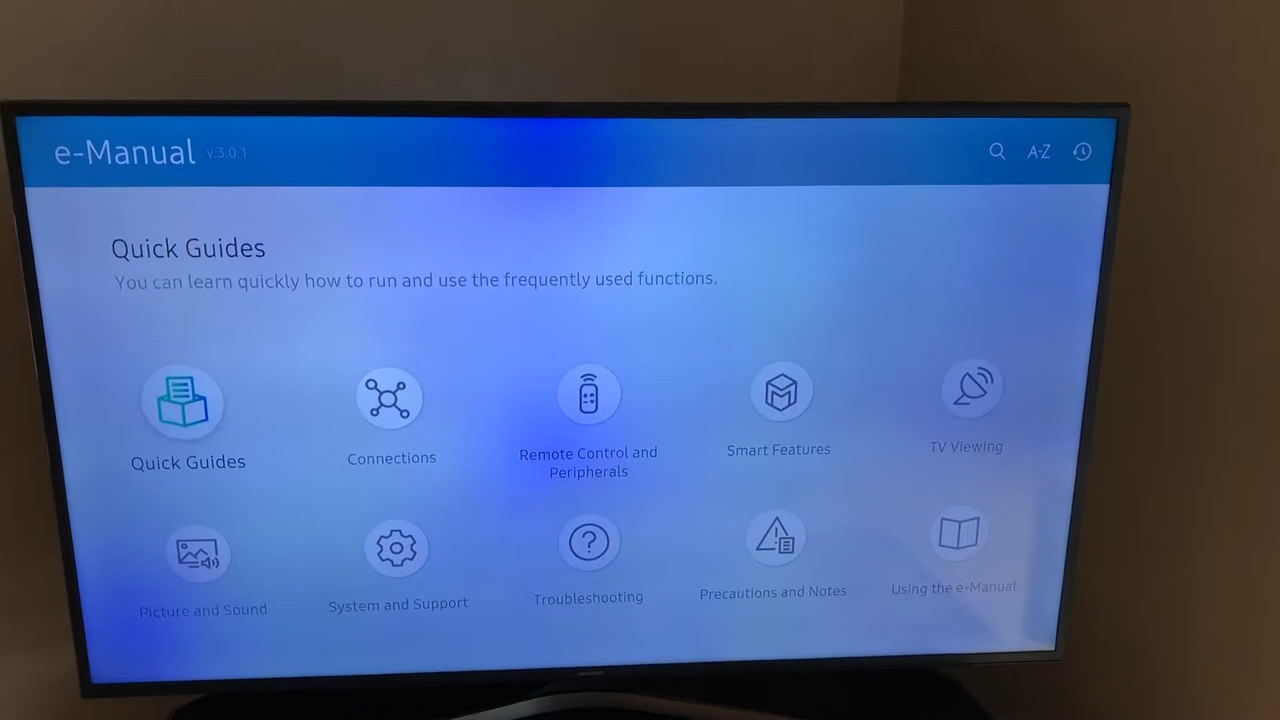 e-Manual v.3.0.1
A-Z
Quick Guides
You can learn quickly how to run and use the frequently used functions.
Quick Guides
Connections
Remote Control and
Peripherals
Smart Features
TV Viewing
Picture and Sound
System and Support
Troubleshooting
Precautions and Notes
Using the e-Manual